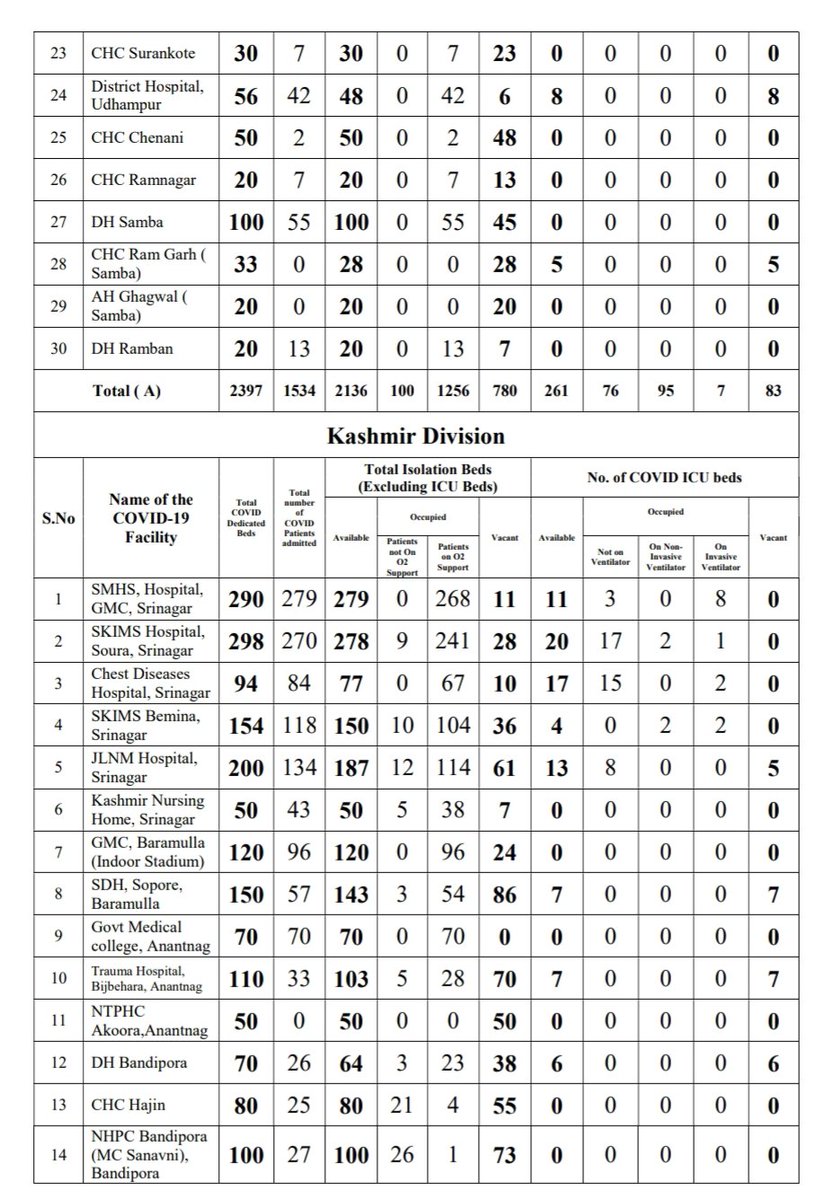 23 CHC Surankote 30 7 30 0 7 23 0 0 0 0 0
24 District Hospital, Udhampur 56 42 48 0 42 6 8 0 0 0 8
25 CHC Chenani 50 2 50 0 2 48 0 0 0 0 0
26 CHC Ramnagar 20 7 20 0 7 13 0 0 0 0 0
27 DH Samba 100 55 100 0 55 45 0 0 0 0 0
28 CHC Ram Garh ( Samba) 33 0 28 0 0 28 5 0 0 0 5
29 AH Ghagwal ( Samba) 20 0 20 0 0 20 0 0 0 0 0
30 DH Ramban 20 13 20 0 13 7 0 0 0 0 0
Total ( A) 2397 1534 2136 100 1256 780 261 76 95 7 83
Kashmir Division
S.No
Name of the
COVID-19
Facility
Total
COVID
Dedicated
Beds
Total
number
of
COVID
Patients
admitted
Total Isolation Beds
(Excluding ICU Beds)
No. of COVID ICU beds
Available
Occupied
Patients
not On
O2
Support
Patients
on O2
Support
Vacant
Available
Occupied
Not on
Ventilator
On Non-
Invasive
Ventilator
On
Invasive
Ventilator
Vacant
1 SMHS, Hospital, GMC, Srinagar 290 279 279 0 268 11 11 3 0 8 0
2 SKIMS Hospital, Soura, Srinagar 298 270 278 9 241 28 20 17 2 1 0
3 Chest Diseases Hospital, Srinagar 94 84 77 0 67 10 17 15 0 2 0
4 SKIMS Bemina, Srinagar 154 118 150 10 104 36 4 0 2 2 0
5 JLNM Hospital, Srinagar 200 134 187 12 114 61 13 8 0 0 5
6 Kashmir Nursing Home, Srinagar 50 43 50 5 38 7 0 0 0 0 0
7 GMC, Baramulla (Indoor Stadium) 120 96 120 0 96 24 0 0 0 0 0
8 SDH, Sopore, Baramulla 150 57 143 3 54 86 7 0 0 0 7
9 Govt Medical college, Anantnag 70 70 70 0 70 0 0 0 0 0 0
10 Trauma Hospital, Bijbehara, Anantnag 110 33 103 5 28 70 7 0 0 0 7
11 NTPHC Akoora,Anantnag 50 0 50 0 0 50 0 0 0 0 0
12 DH Bandipora 70 26 64 3 23 38 6 0 0 0 6
13 CHC Hajin 80 25 80 21 4 55 0 0 0 0 0
14 NHPC Bandipora (MC Sanavni), Bandipora 100 27 100 26 1 73 0 0 0 0 0